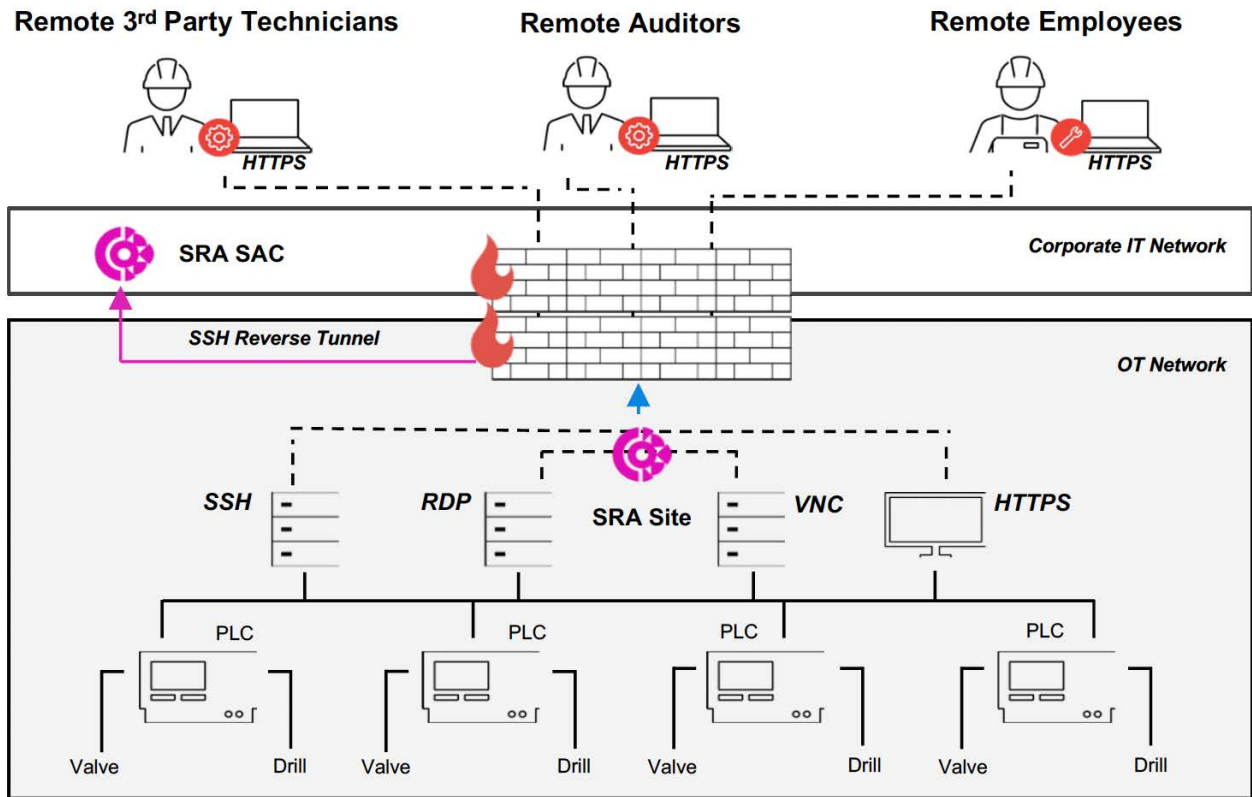 Remote 3rd Party Technicians
Remote Auditors
Remote Employees
HTTPS
HTTPS
HTTPS
SRA SAC
Corporate IT Network
SSH Reverse Tunnel
OT Network
SSH
RDP
SRA Site
VNC
HTTPS
PLC
PLC
PLC
PLC
Valve
Drill
Valve
Drill
Valve
Drill
Valve
Drill